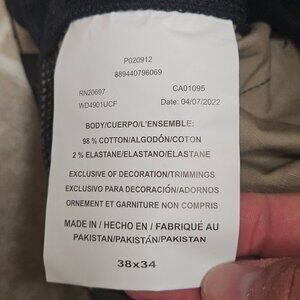 P020912
889440796069
RN20697 CA01095
WD4901UCF Date: 04/07/2022
BODY/CUERPO/L'ENSEMBLE:
98 % COTTON/ALGODÓN/COTON
2 % ELASTANE/ELASTANO/ÉLASTANE
EXCLUSIVE OF DECORATION/TRIMMINGS
EXCLUSIVO PARA DECORACIÓN/ADORNOS
ORNEMENT ET GARNITURE NON COMPRIS
MADE IN / HECHO EN / FABRIQUÉ AU
PAKISTAN/PAKISTÁN/PAKISTAN
38x34